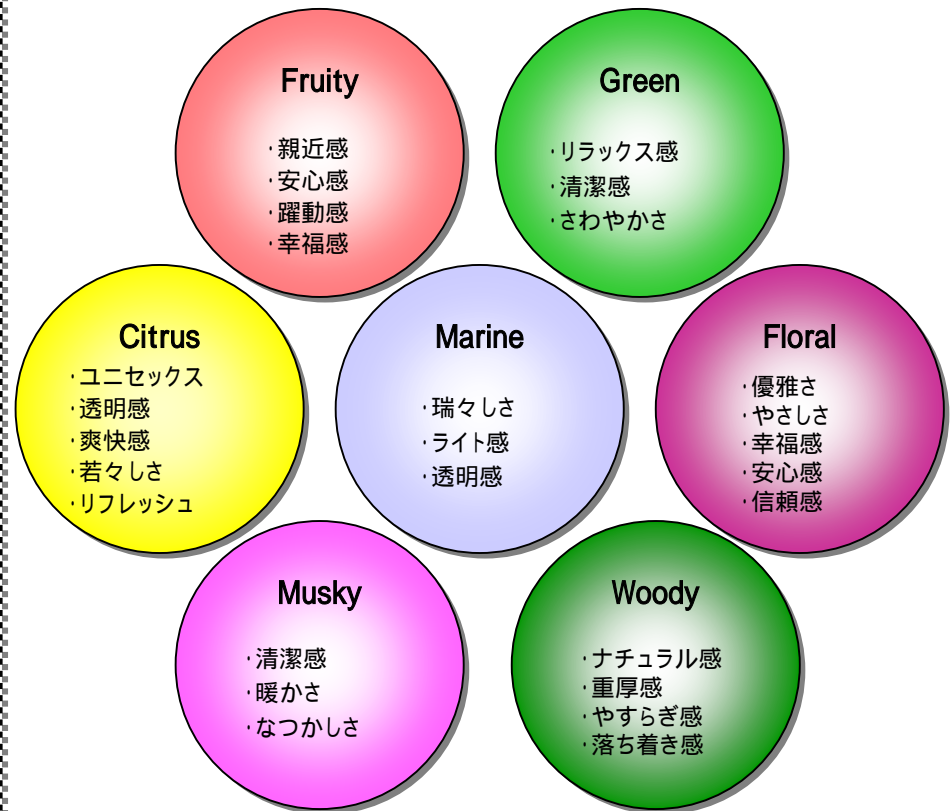 Fruity
・親近感
・安心感
・躍動感
・幸福感
Green
・リラックス感
・清潔感
・さわやかさ
Citrus
・ユニセックス
・透明感
・爽快感
・若々しさ
・リフレッシュ
Marine
・瑞々しさ
・ライト感
・透明感
Floral
・優雅さ
・やさしさ
・幸福感
・安心感
・信頼感
Musky
・清潔感
・暖かさ
・なつかしさ
Woody
・ナチュラル感
・重厚感
・やすらぎ感
・落ち着き感